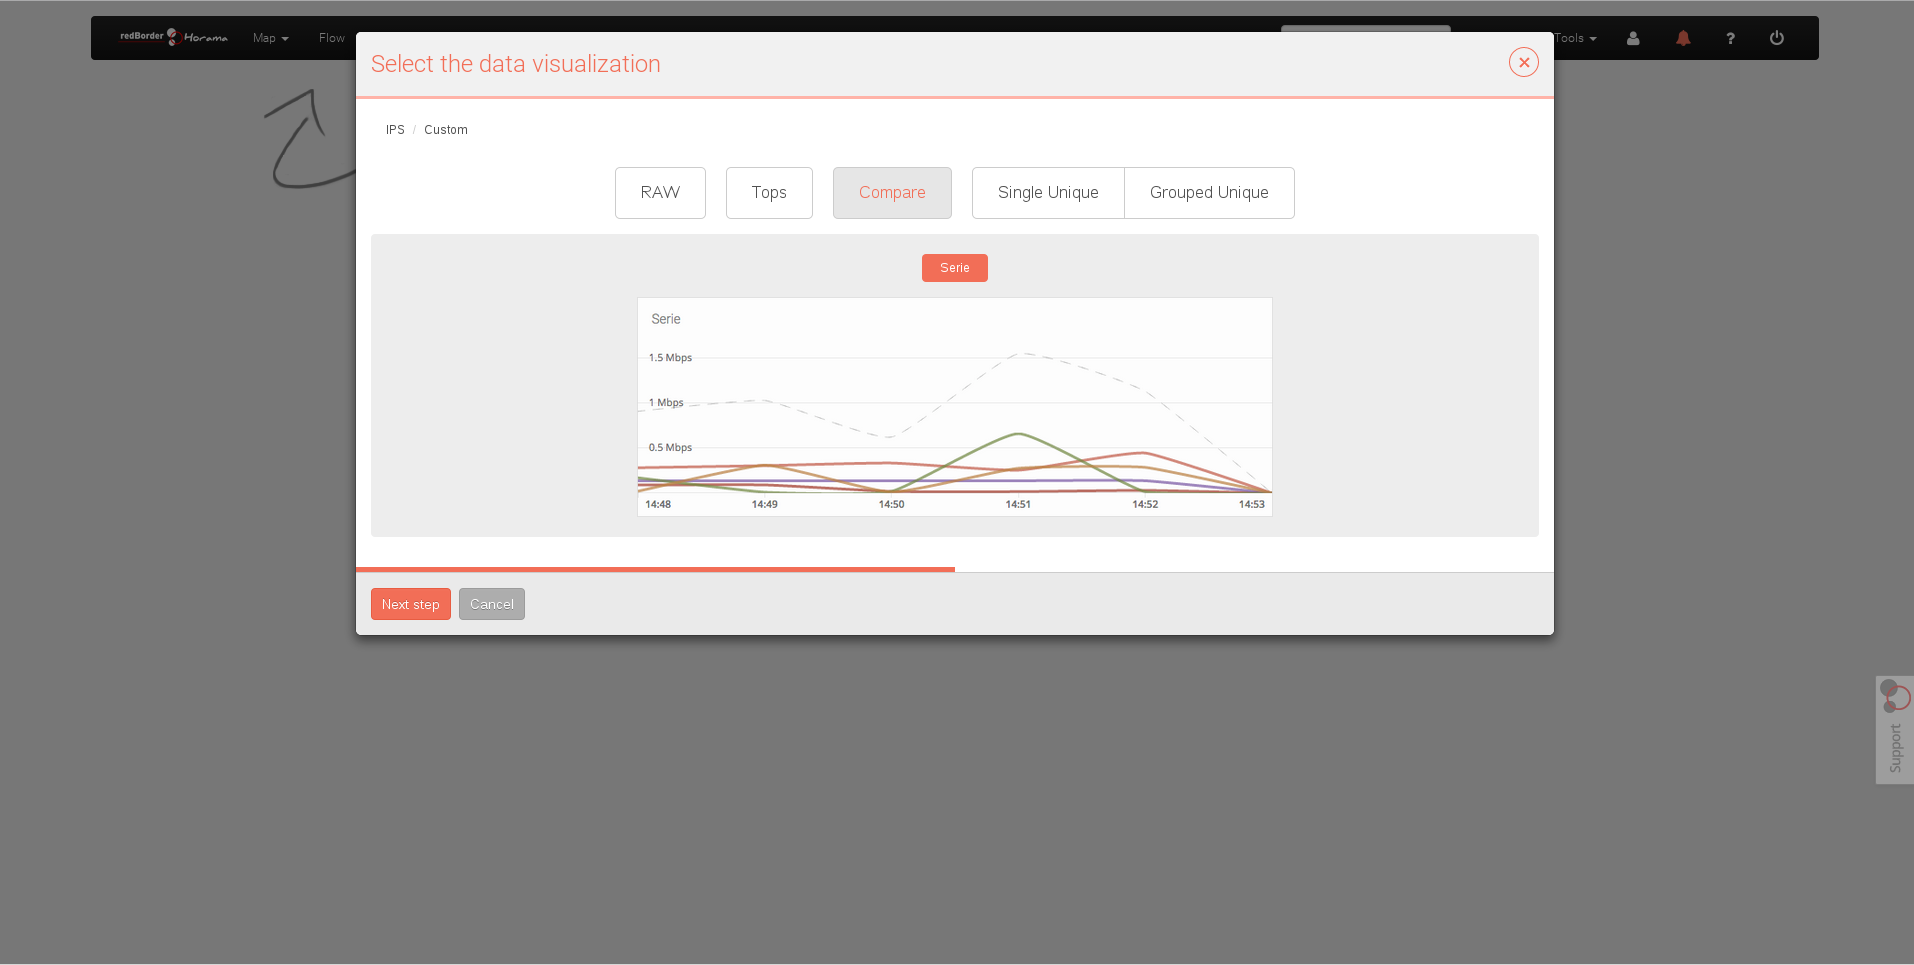 redBorder Horama Map Flow Tools ?
Select the data visualization
IPS / Custom
RAW Tops Compare Single Unique Grouped Unique
Serie
Serie
1.5 Mbps
1 Mbps
0.5 Mbps
14:48 14:49 14:50 14:51 14:52 14:53
Next step Cancel
Support